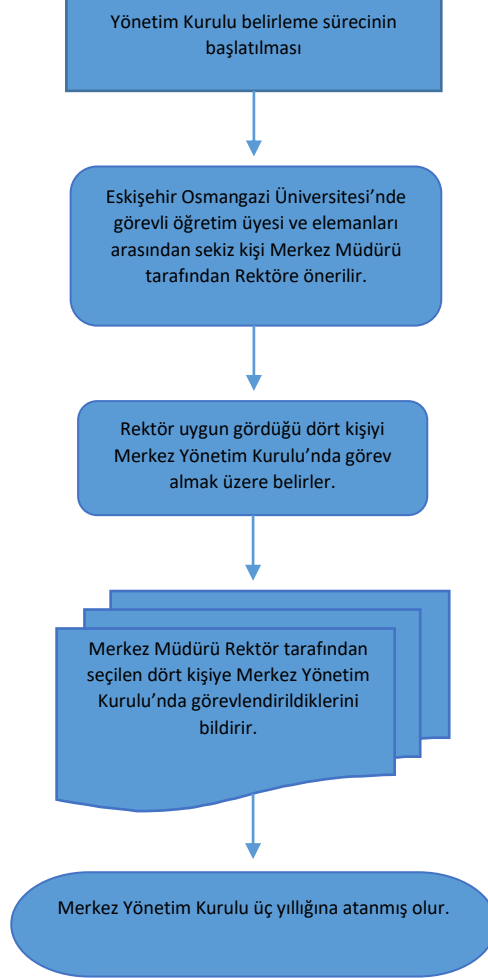 Yönetim Kurulu belirleme sürecinin
başlatılması
Eskişehir Osmangazi Üniversitesi’nde
görevli öğretim üyesi ve elemanları
arasından sekiz kişi Merkez Müdürü
tarafından Rektöre önerilir.
Rektör uygun gördüğü dört kişiyi
Merkez Yönetim Kurulu’nda görev
almak üzere belirler.
Merkez Müdürü Rektör tarafından
seçilen dört kişiye Merkez Yönetim
Kurulu’nda görevlendirildiklerini
bildirir.
Merkez Yönetim Kurulu üç yıllığına atanmış olur.